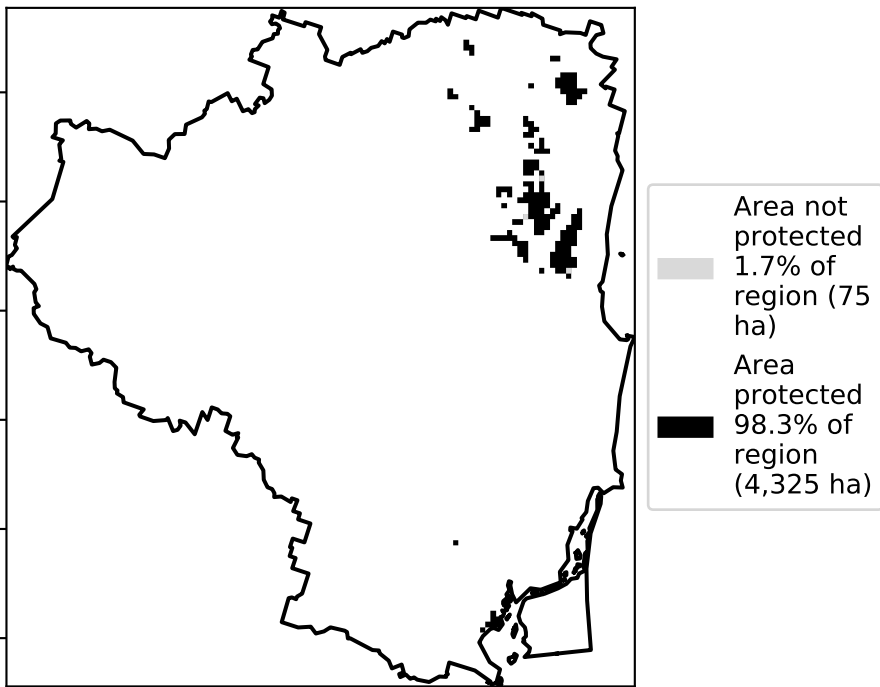 Area not
protected
1.7% of
region (75
ha)
Area
protected
98.3% of
region
(4,325 ha)